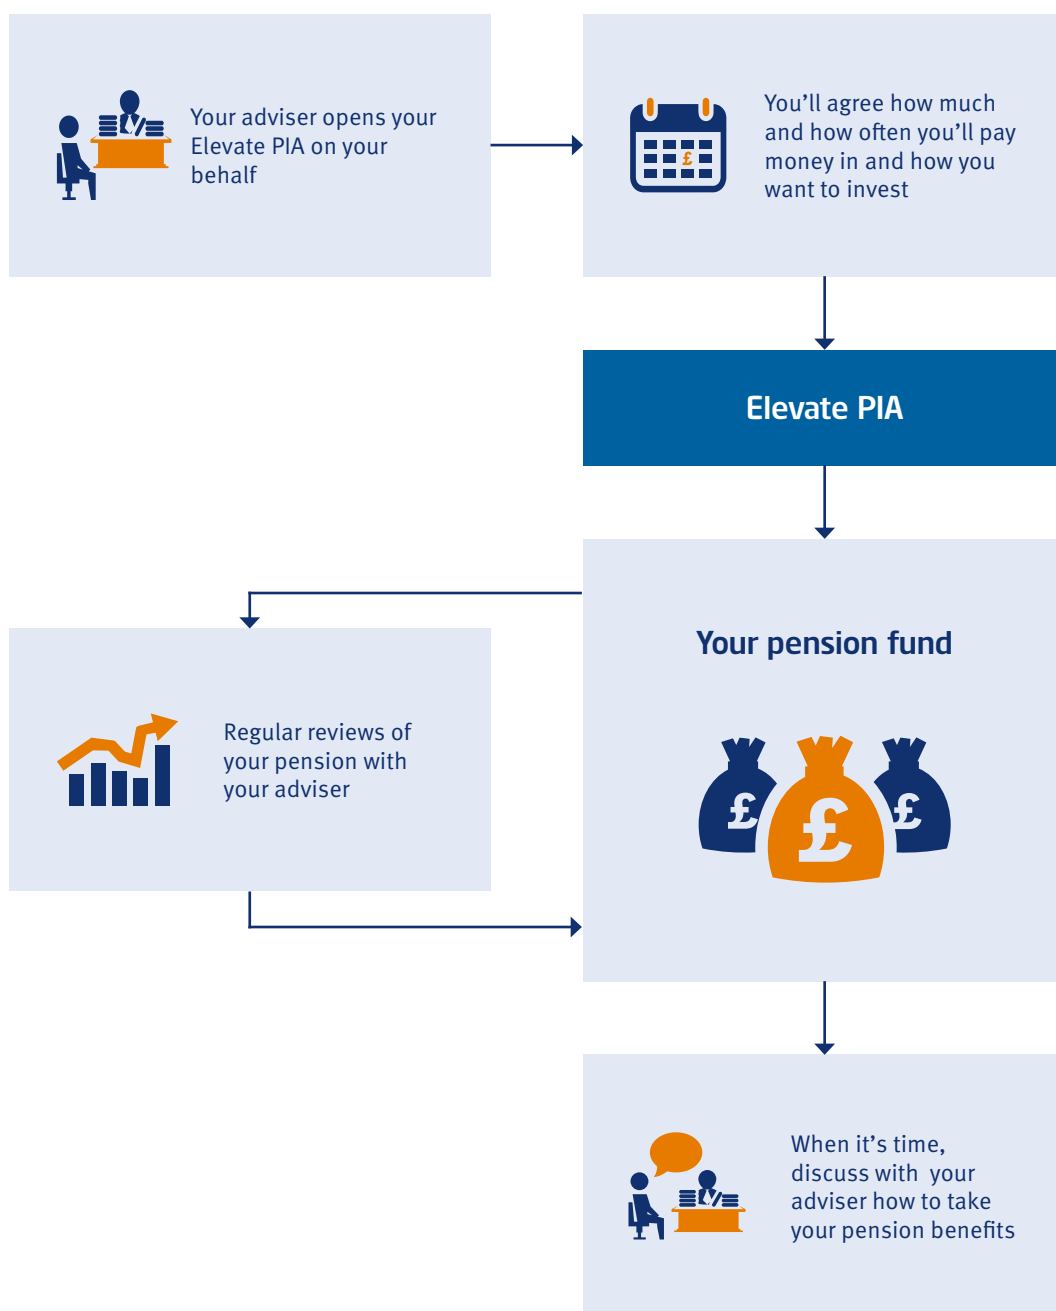 Your adviser opens your
Elevate PIA on your
behalf
£
You’ll agree how much
and how often you’ll pay
money in and how you
want to invest
Elevate PIA
Your pension fund
£ £ £
Regular reviews of
your pension with
your adviser
When it’s time,
discuss with  your
adviser how to take
your pension benefits